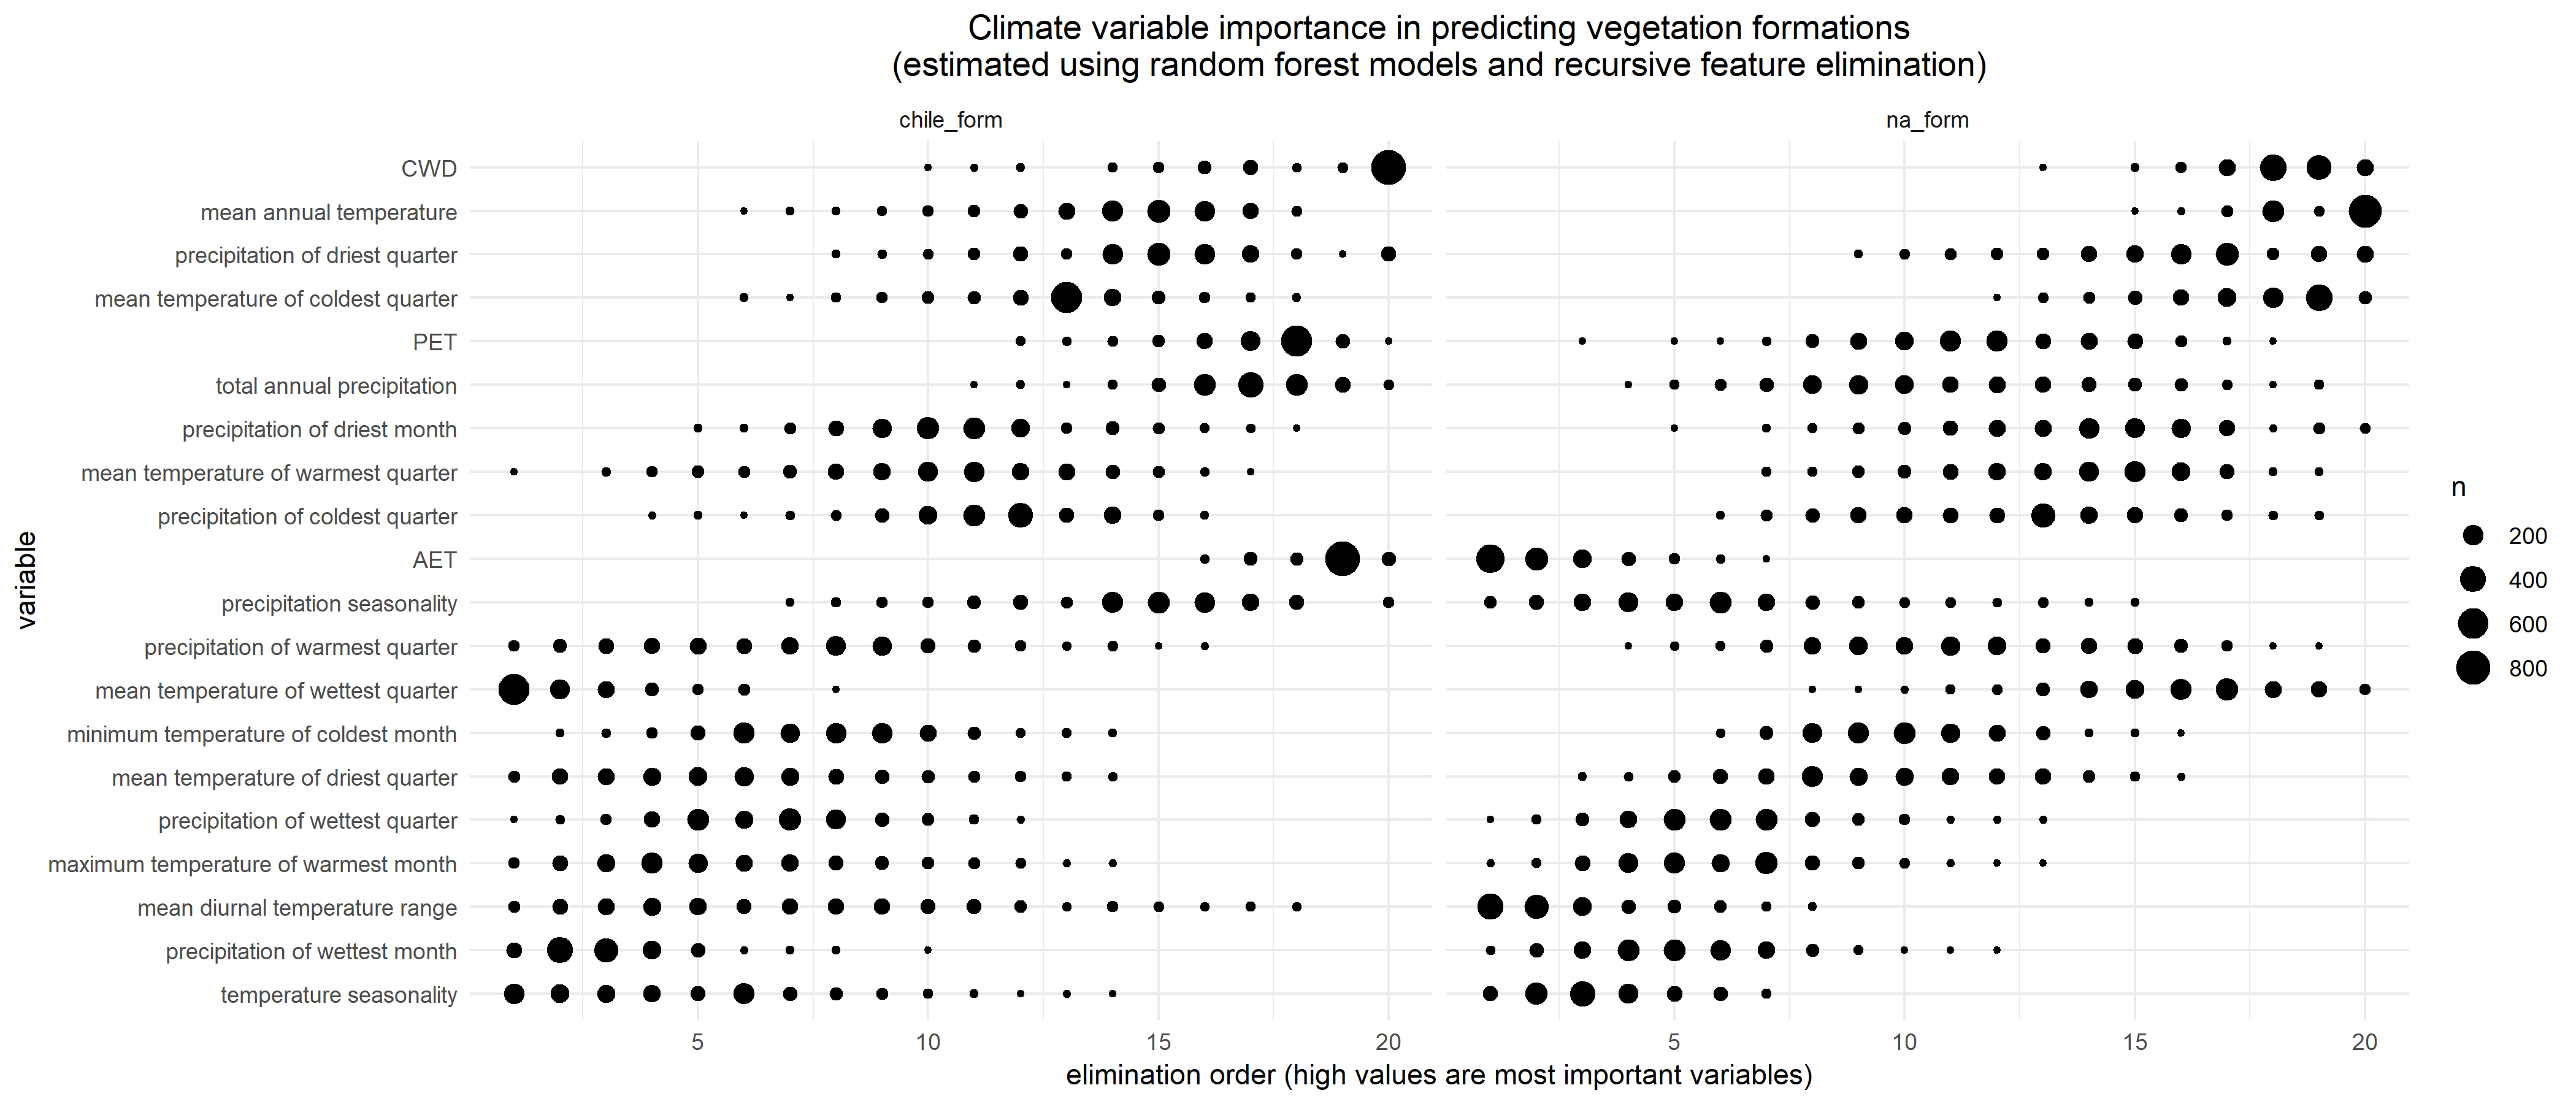 Climate variable importance in predicting vegetation formations
(estimated using random forest models and recursive feature elimination)
chile_form
na_form
variable
CWD
mean annual temperature
precipitation of driest quarter
mean temperature of coldest quarter
PET
total annual precipitation
precipitation of driest month
mean temperature of warmest quarter
precipitation of coldest quarter
AET
precipitation seasonality
precipitation of warmest quarter
mean temperature of wettest quarter
minimum temperature of coldest month
mean temperature of driest quarter
precipitation of wettest quarter
maximum temperature of warmest month
mean diurnal temperature range
precipitation of wettest month
temperature seasonality
5 10 15 20
5 10 15 20
elimination order (high values are most important variables)
n
200
400
600
800